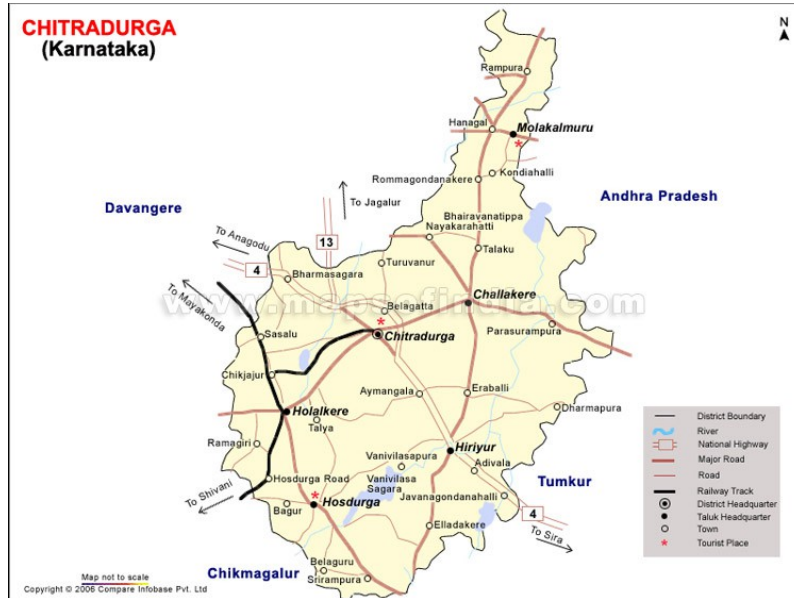 CHITRADURGA
(Karnataka)
N
Rampura
Hanagal
Molakalmuru
Kondiahalli
Rommagondanakere
Andhra Pradesh
Davangere
To Jagalur
Bhairavanatippa
Nayakarahatti
To Anagodu
13
Talaku
4
Turuvanur
Bharmasagara
To Mayakonda
www.mapsofindia.com
Challakere
Belagatta
Parasurampura
Sasalu
Chitradurga
Chikjajur
Aymangala
Eraballi
Dharmapura
Holalkere
Talya
Ramagiri
Hiriyur
Vanivilasapura
Adivala
Hosdurga Road
Vanivilasa
Sagara
Tumkur
To Shivani
Javanagondanahalli
Bagur
Hosdurga
4
Elladakere
To Sira
Belaguru
Chikmagalur
Srirampura
District Boundary
River
National Highway
Major Road
Road
Railway Track
District Headquarter
Taluk Headquarter
Town
Tourist Place
Map not to scale
Copyright © 2006 Compare Infobase Pvt. Ltd